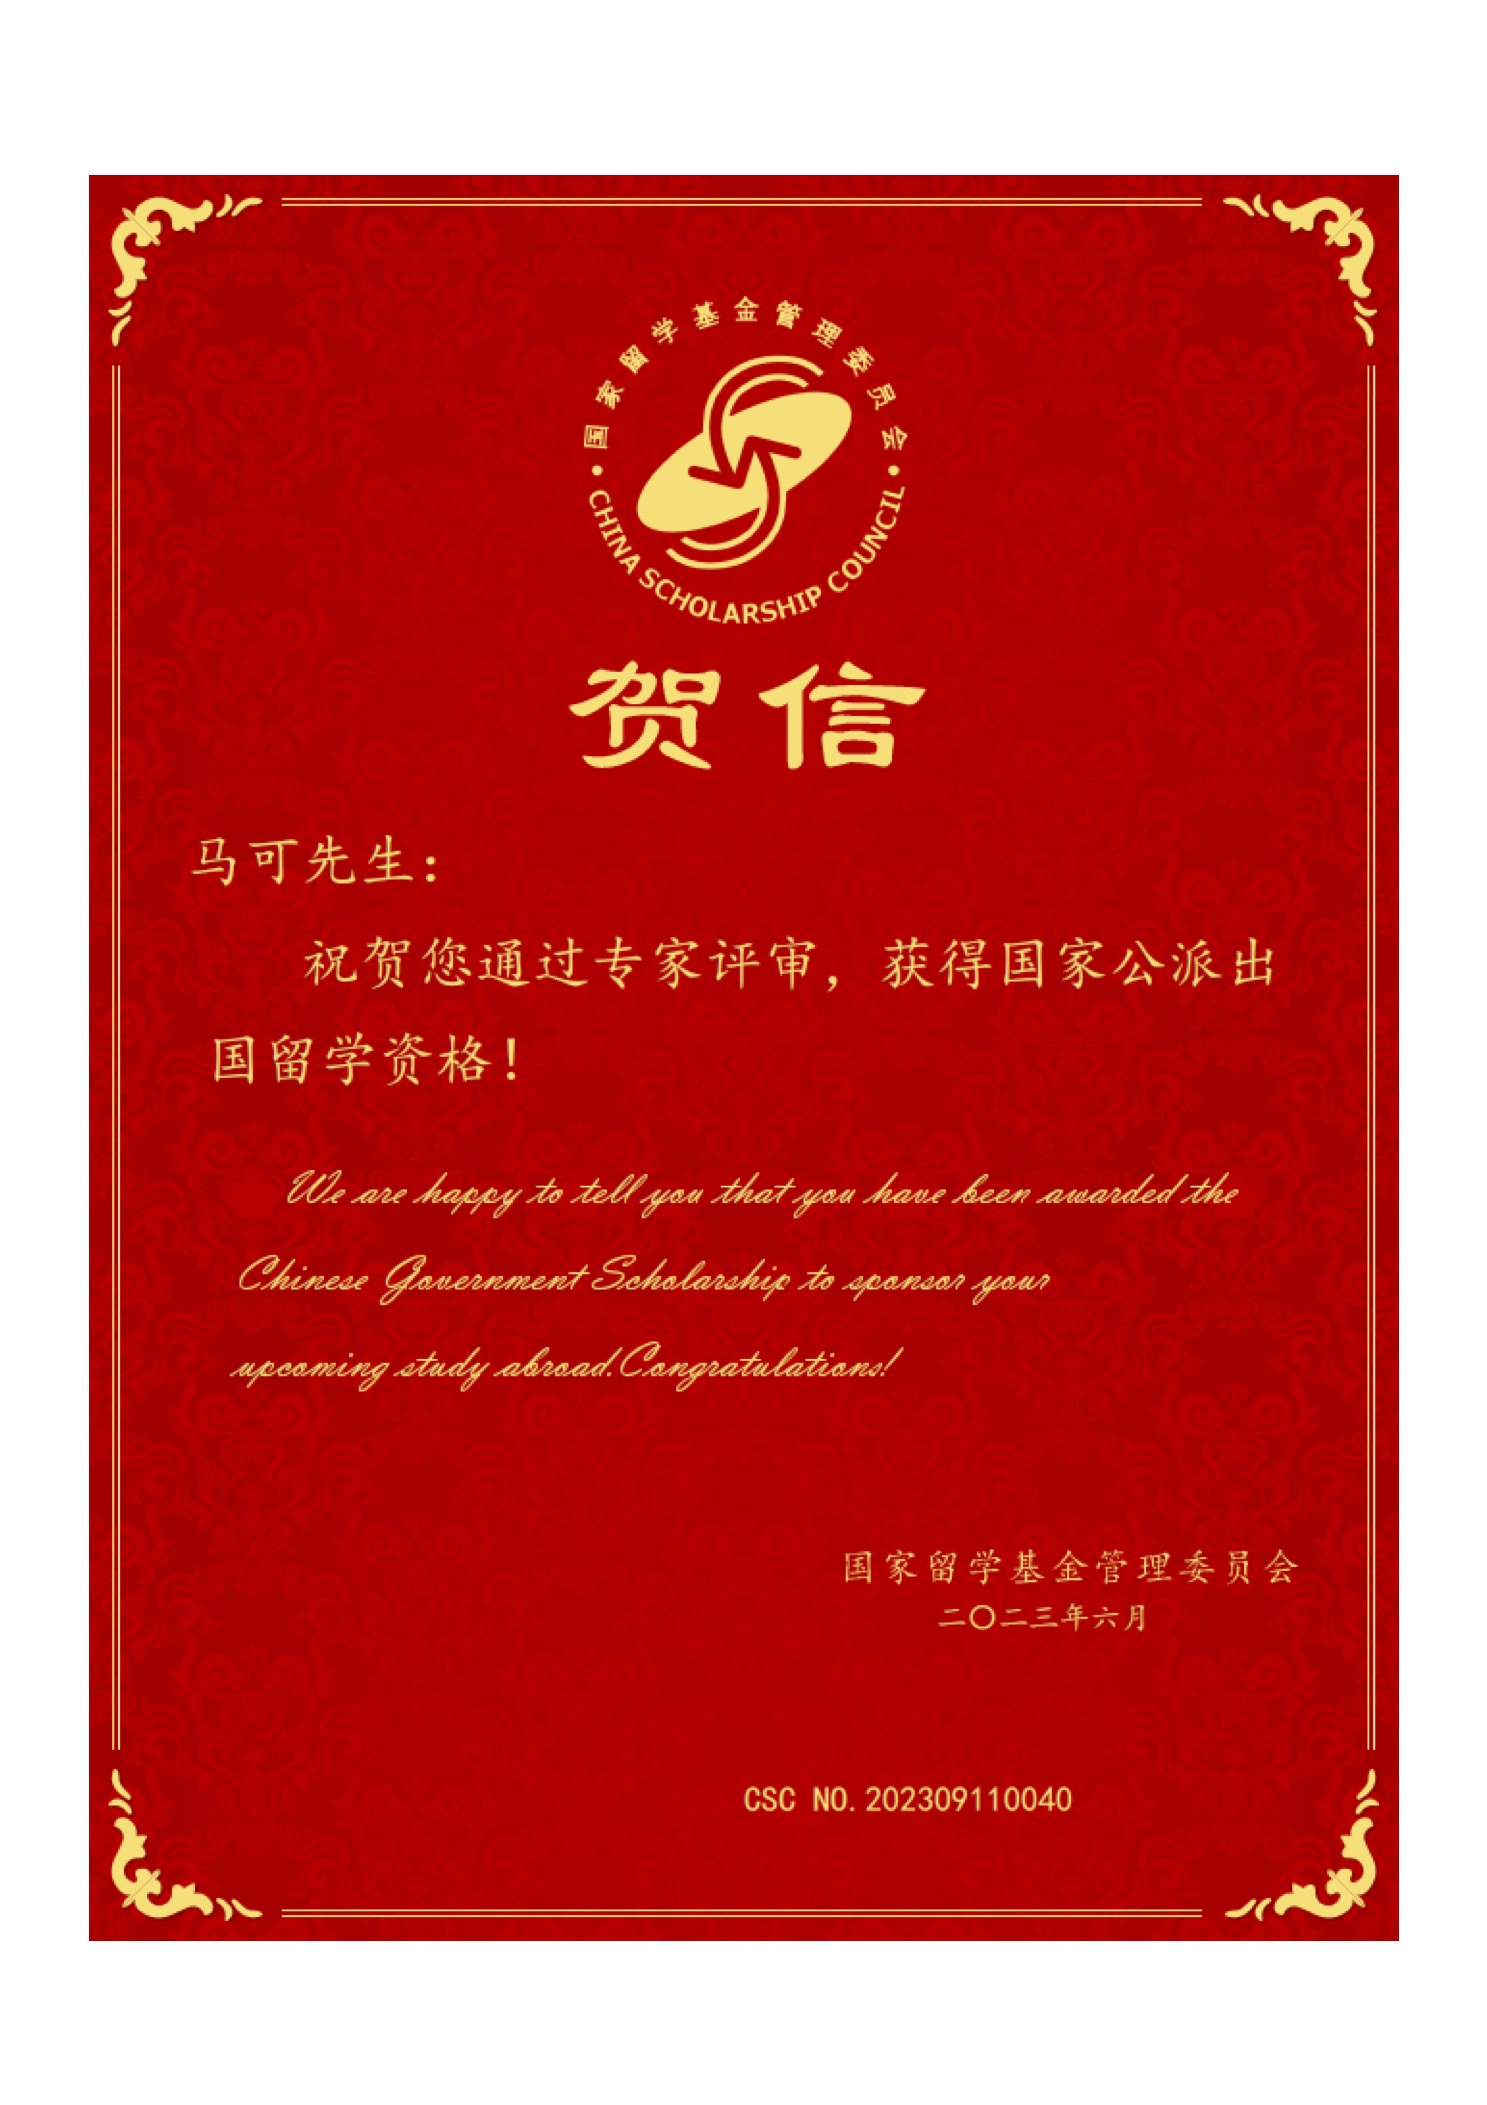 ·国家留学基金管理委员会·
CHINA SCHOLARSHIP COUNCIL
贺信
马可先生：
祝贺您通过专家评审，获得国家公派出
国留学资格！
We are happy to tell you that you have been awarded the
Chinese Government Scholarship to sponsor your
upcoming study abroad.Congratulations!
国家留学基金管理委员会
二〇二三年六月
CSC NO.202309110040